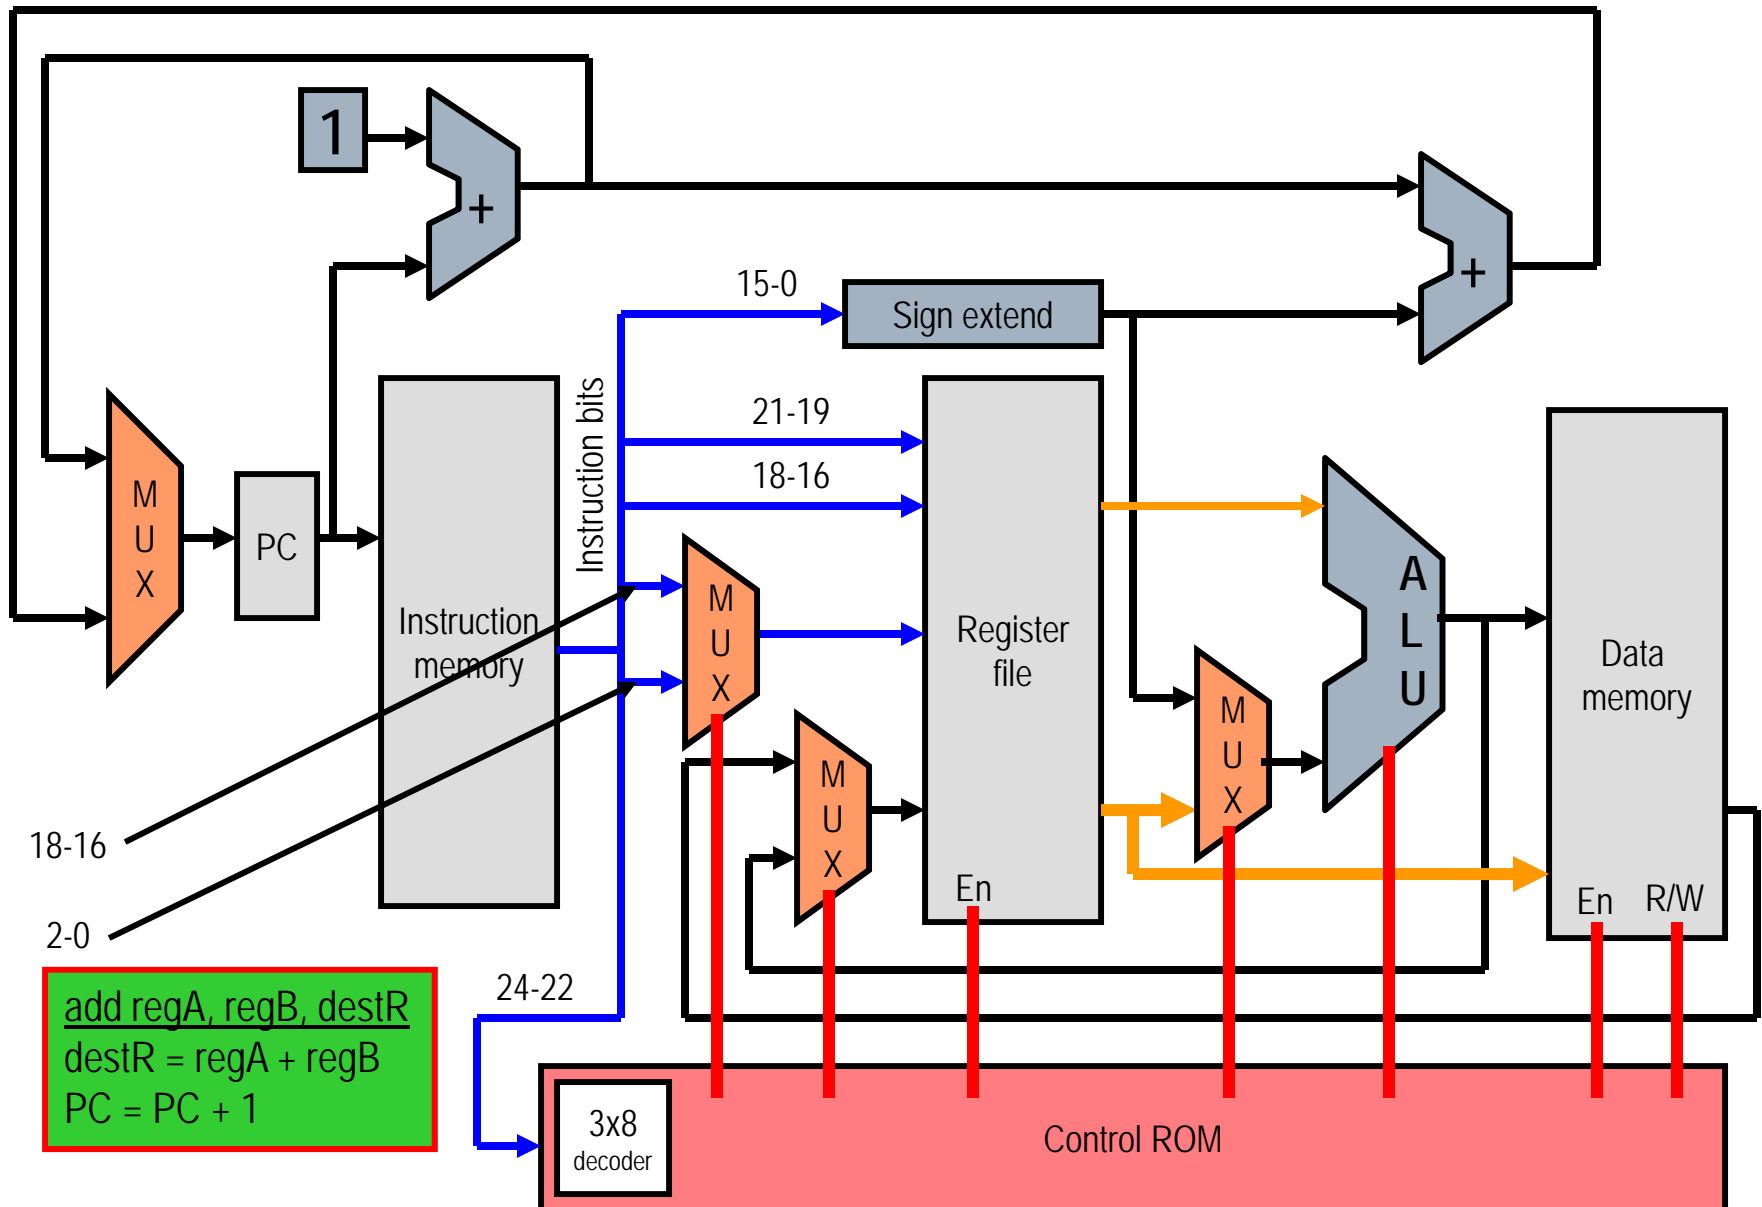 1
+
+
15-0
Sign extend
Instruction bits
21-19
18-16
M
U
X
PC
Instruction
memory
M
U
X
Register
file
En
M
U
X
M
U
X
A
L
U
Data
memory
En
R/W
18-16
2-0
24-22
add regA, regB, destR
destR = regA + regB
PC = PC + 1
3x8
decoder
Control ROM